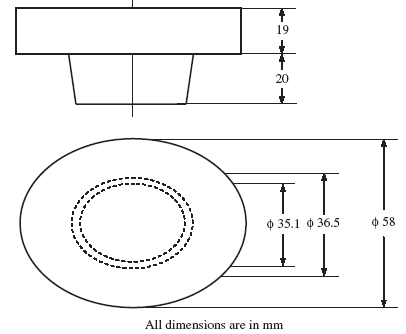 19
20
ϕ 35.1 ϕ 36.5 ϕ 58
All dimensions are in mm